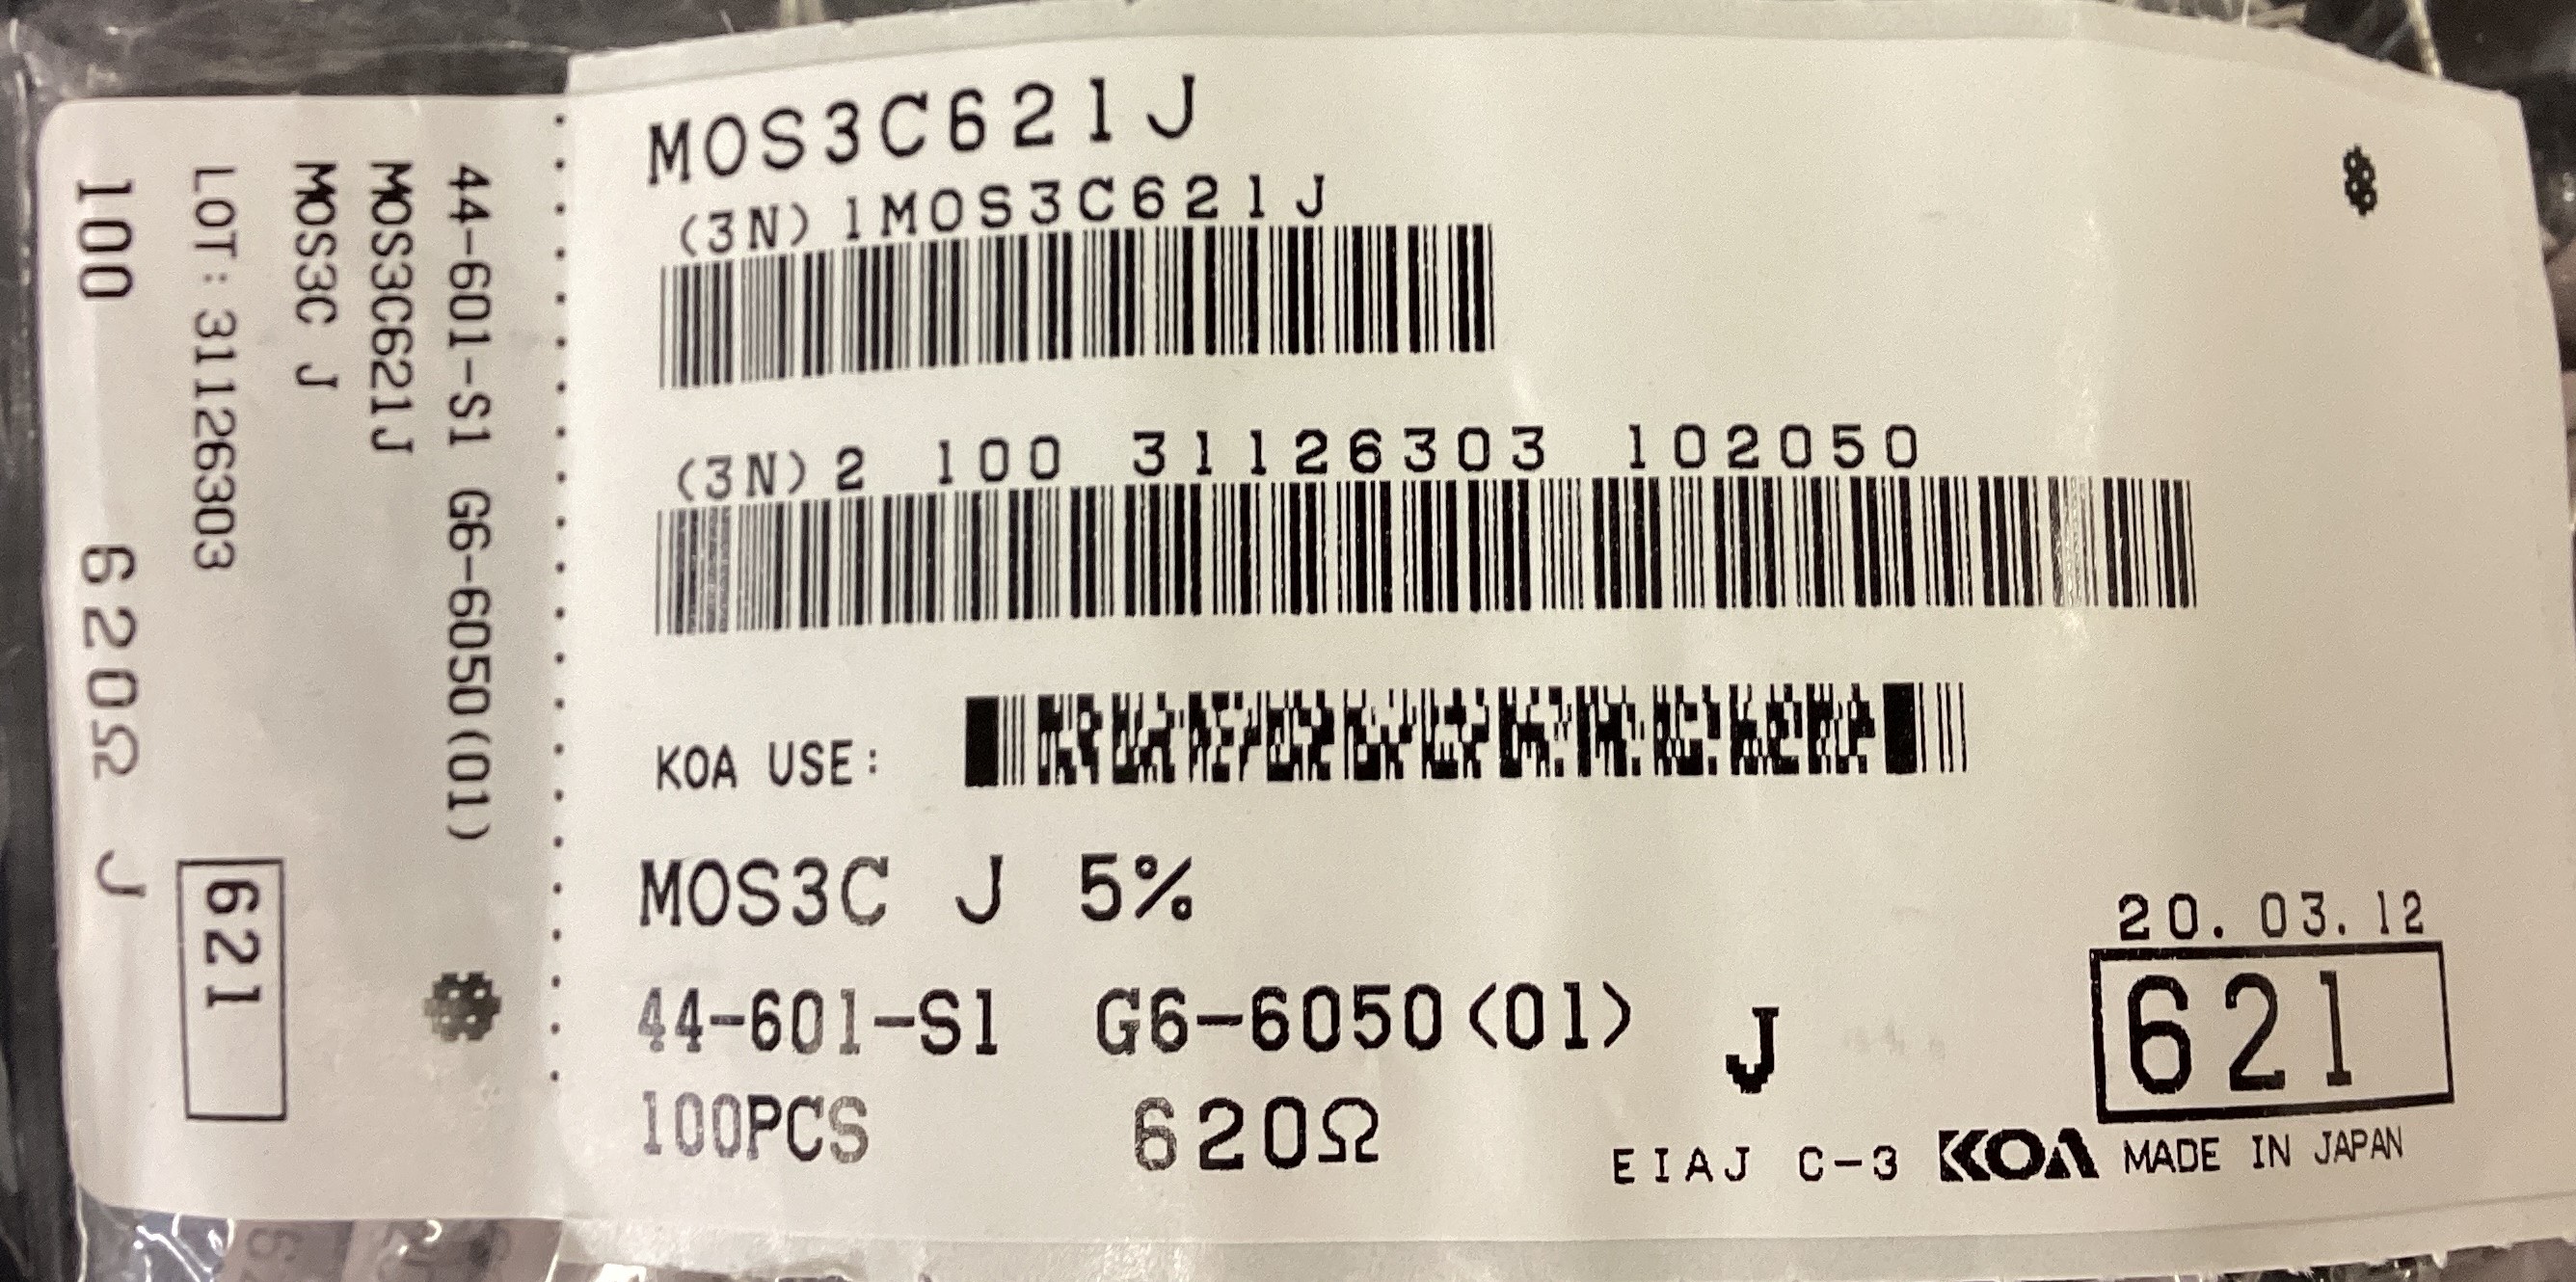 MOS3C621J
(3N)1MOS3C621J
(3N)2 100 31126303 102050
KOA USE:
MOS3C J 5%
20.03.12
44-601-S1 G6-6050(01) J
621
100PCS 620Ω
EIAJ C-3 KOA MADE IN JAPAN
44-601-S1 G6-6050(01)
MOS3C621J
MOS3C J
LOT:31126303 621
100 620Ω J